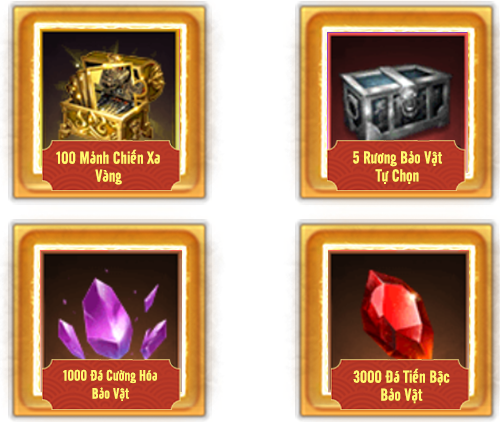 100 Mảnh Chiến Xa
Vàng
5 Rương Bảo Vật
Tự Chọn
1000 Đá Cường Hóa
Bảo Vật
3000 Đá Tiến Bậc
Bảo Vật